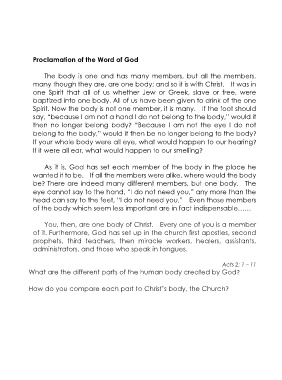 Proclamation of the Word of God
The body is one and has many members, but all the members,
many though they are, are one body; and so it is with Christ. It was in
one Spirit that all of us whether Jew or Greek, slave or free, were
baptized into one body. All of us have been given to drink of the one
Spirit. Now the body is not one member, it is many. If the foot should
say, "because I am not a hand I do not belong to the body," would it
then no longer belong body? "Because I am not the eye I do not
belong to the body," would it then be no longer belong to the body?
If your whole body were all eye, what would happen to our hearing?
If it were all ear, what would happen to our smelling?
As it is, God has set each member of the body in the place he
wanted it to be. If all the members were alike, where would the body
be? There are indeed many different members, but one body. The
eye cannot say to the hand, "I do not need you," any more than the
head can say to the feet, "I do not need you." Even those members
of the body which seem less important are in fact indispensable......
You, then, are one body of Christ. Every one of you is a member
of it. Furthermore, God has set up in the church first apostles, second
prophets, third teachers, then miracle workers, healers, assistants,
administrators, and those who speak in tongues.
Acts 2: 1 – 11
What are the different parts of the human body created by God?
How do you compare each part to Christ's body, the Church?